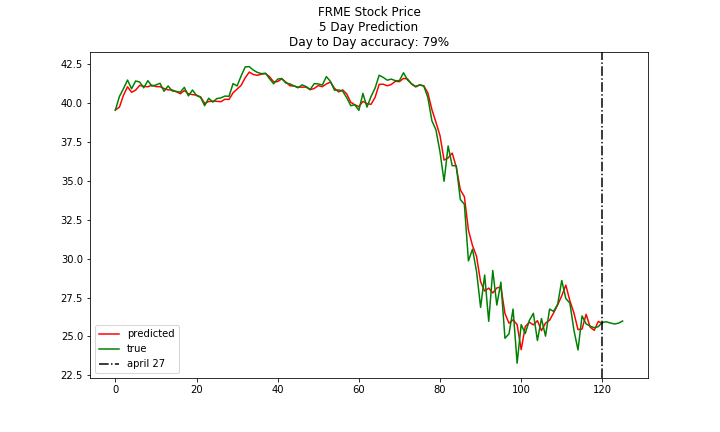 FRME Stock Price
5 Day Prediction
Day to Day accuracy: 79%
42.5
40.0
37.5
35.0
32.5
30.0
27.5
25.0
22.5
predicted
true
april 27
0 20 40 60 80 100 120